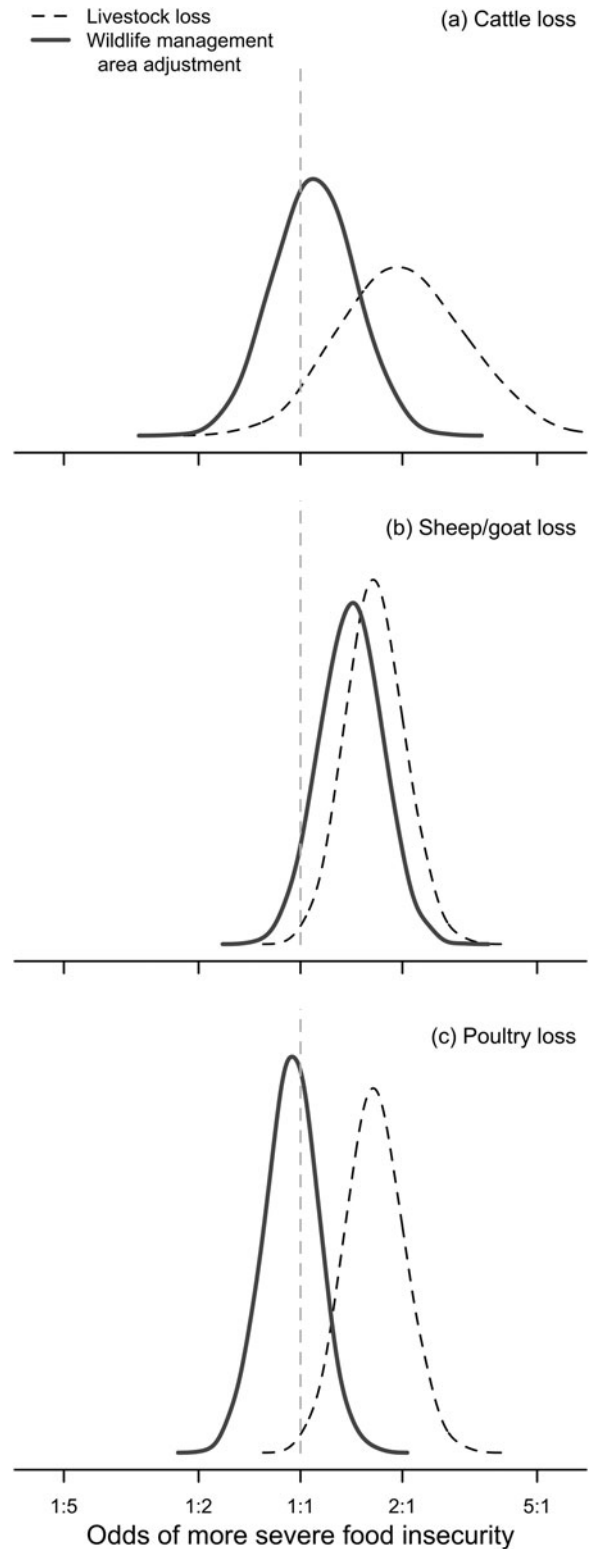 Livestock loss
Wildlife management
area adjustment
(a) Cattle loss
(b) Sheep/goat loss
(c) Poultry loss
1:5 1:2 1:1 2:1 5:1
Odds of more severe food insecurity